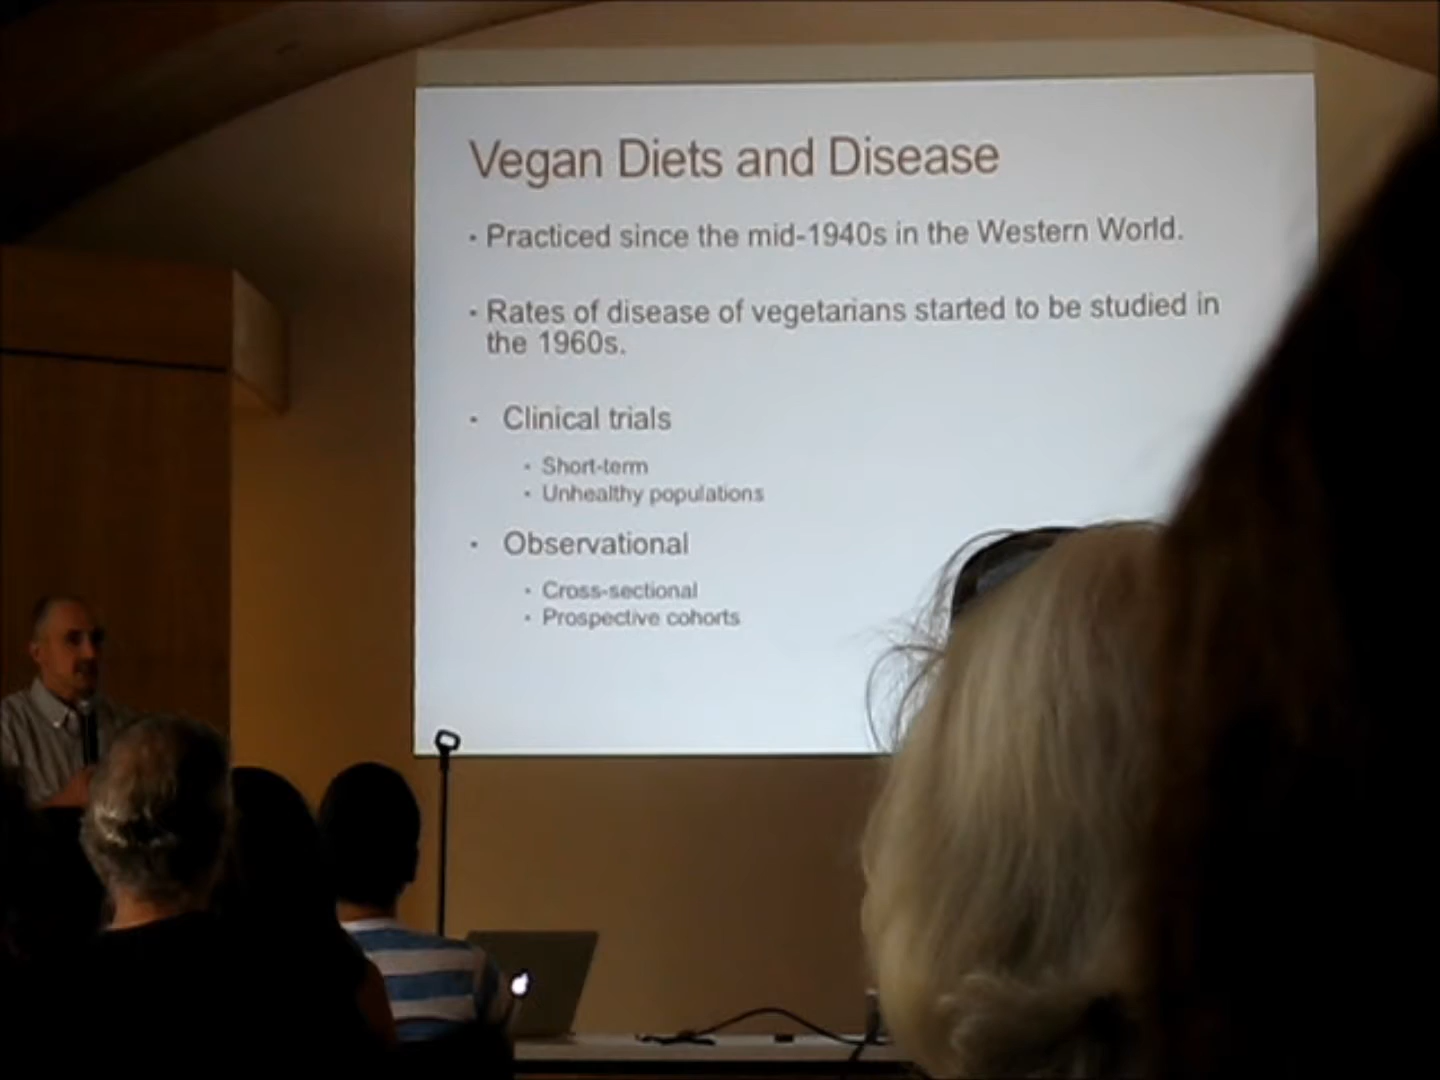 Vegan Diets and Disease
· Practiced since the mid-1940s in the Western World.
· Rates of disease of vegetarians started to be studied in
the 1960s.
· Clinical trials
· Short-term
· Unhealthy populations
· Observational
· Cross-sectional
· Prospective cohorts